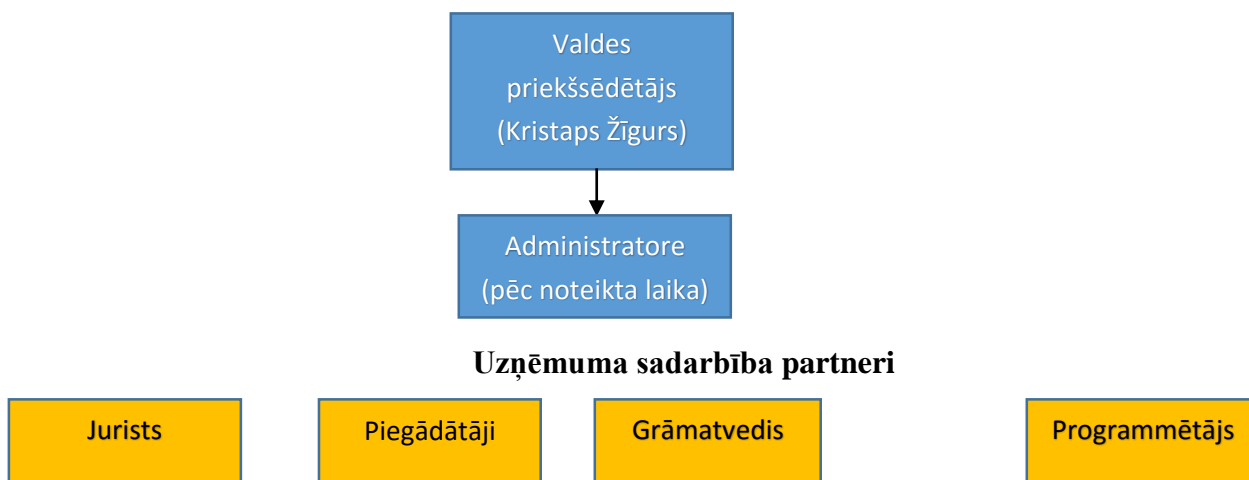 Valdes
priekšsēdētājs
(Kristaps Žīgurs)
Administratore
(pēc noteikta laika)
Uzņēmuma sadarbība partneri
Jurists
Piegādātāji
Grāmatvedis
Programmētājs